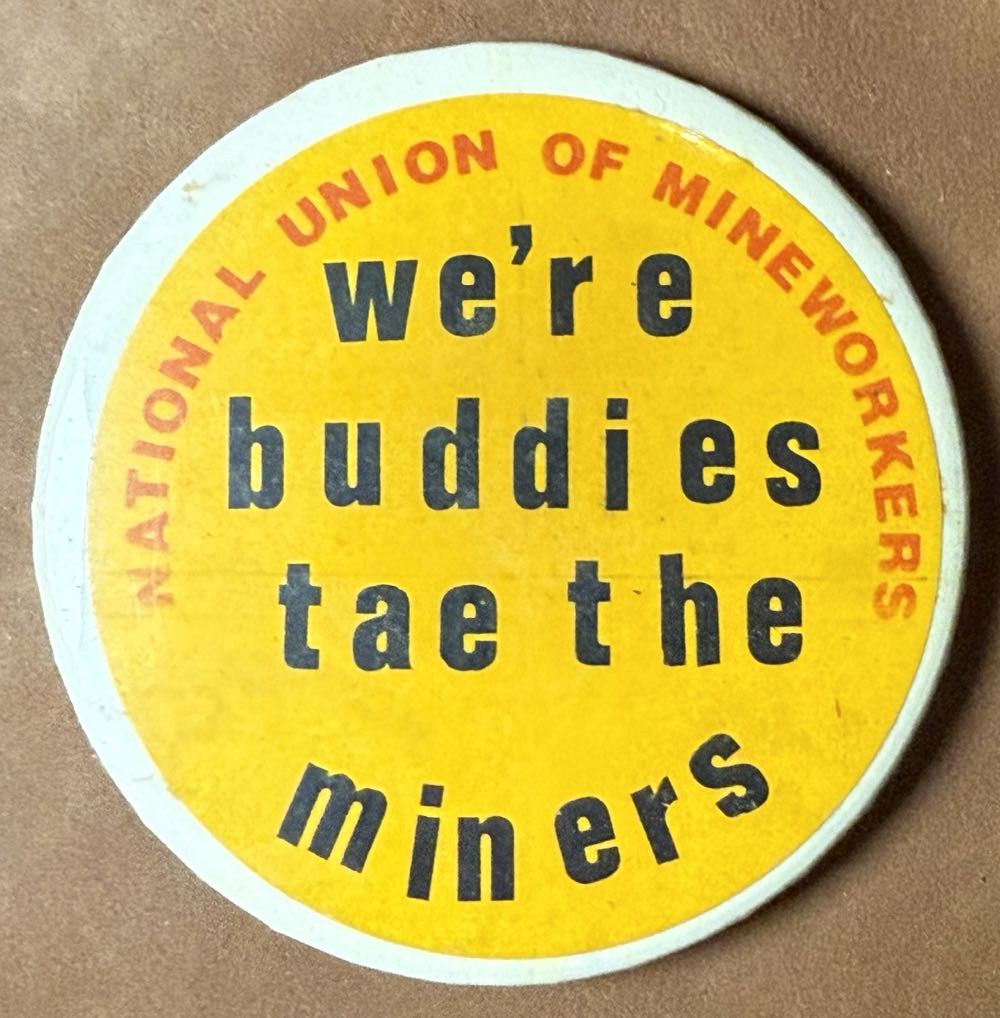 NATIONAL UNION OF MINEWORKERS
we're
buddies
tae the
miners